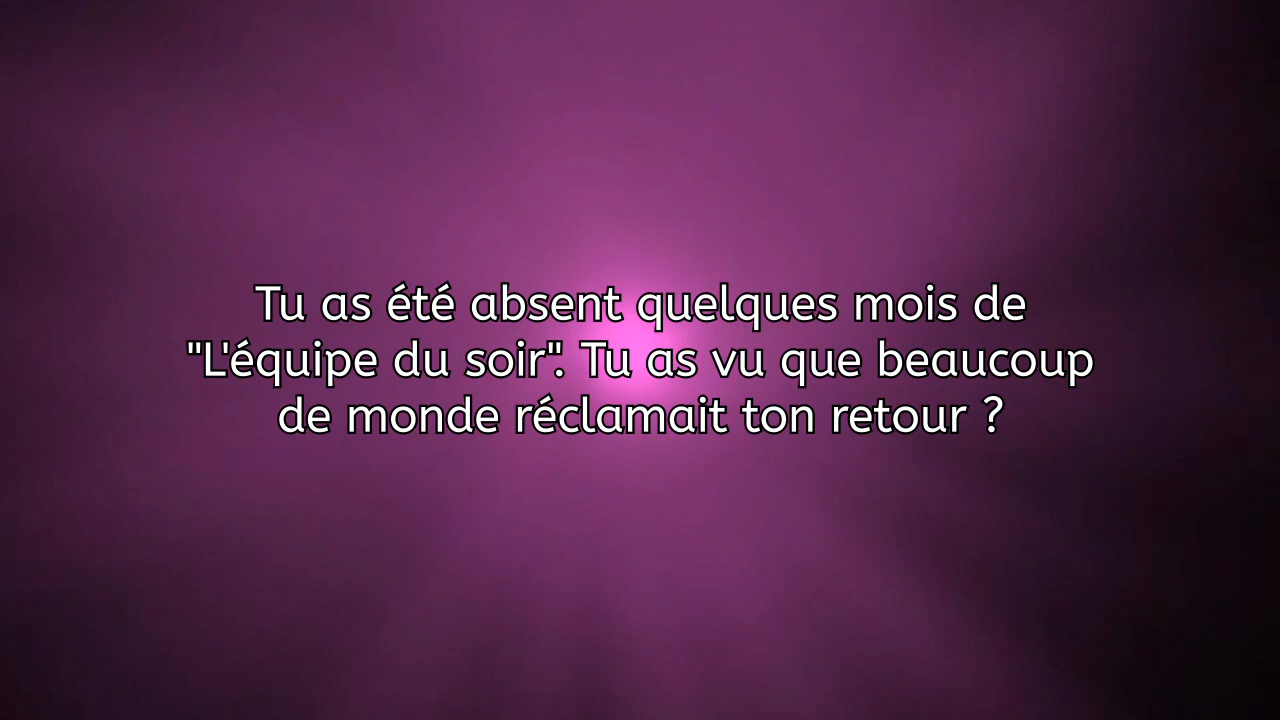 Tu as été absent quelques mois de
"L'équipe du soir". Tu as vu que beaucoup
de monde réclamait ton retour ?